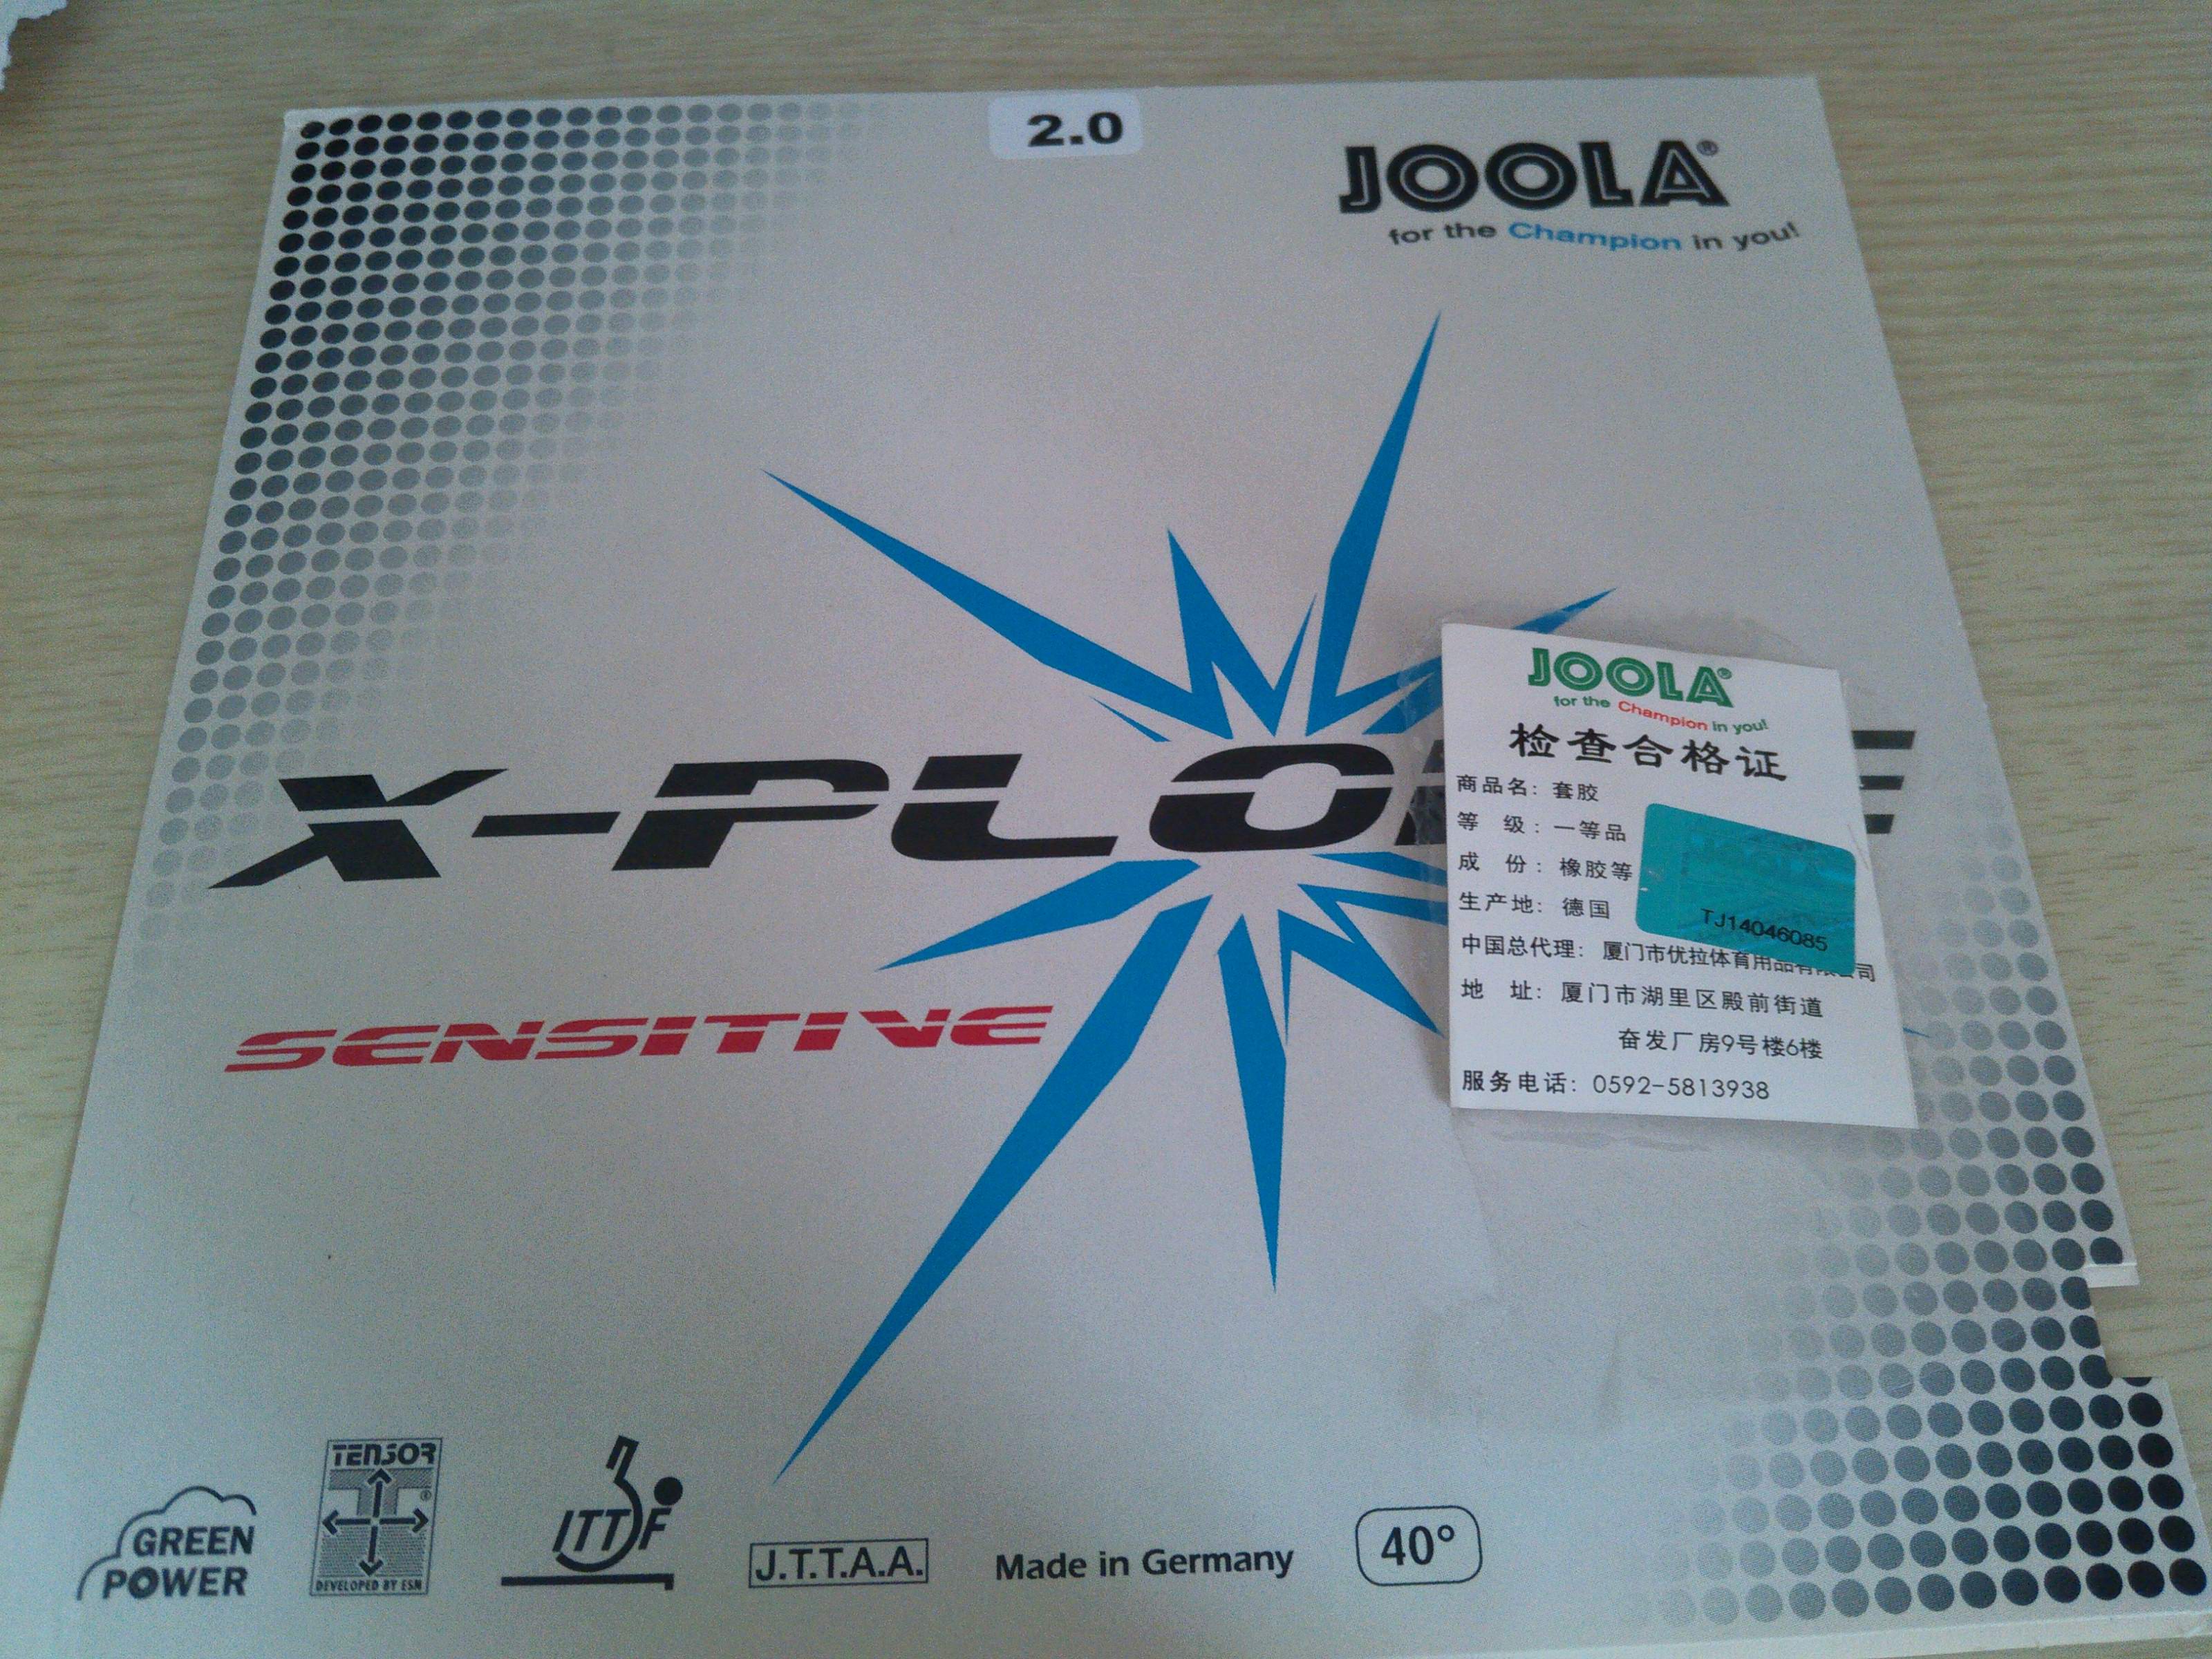 2.0
JOOLA®
for the Champion in you!
X-PLO
E
SENSITIVE
JOOLA®
for the Champion in you!
检查合格证
商品名: 套胶
等 级: 一等品
成 份: 橡胶等
生产地: 德国
TJ14046085
中国总代理: 厦门市优拉体育用品有限公司
地 址: 厦门市湖里区殿前街道
奋发厂房9号楼6楼
服务电话: 0592-5813938
GREEN
POWER
TENSOR
®
DEVELOPED BY ESN
ITTF
J.T.T.A.A.
Made in Germany
40°